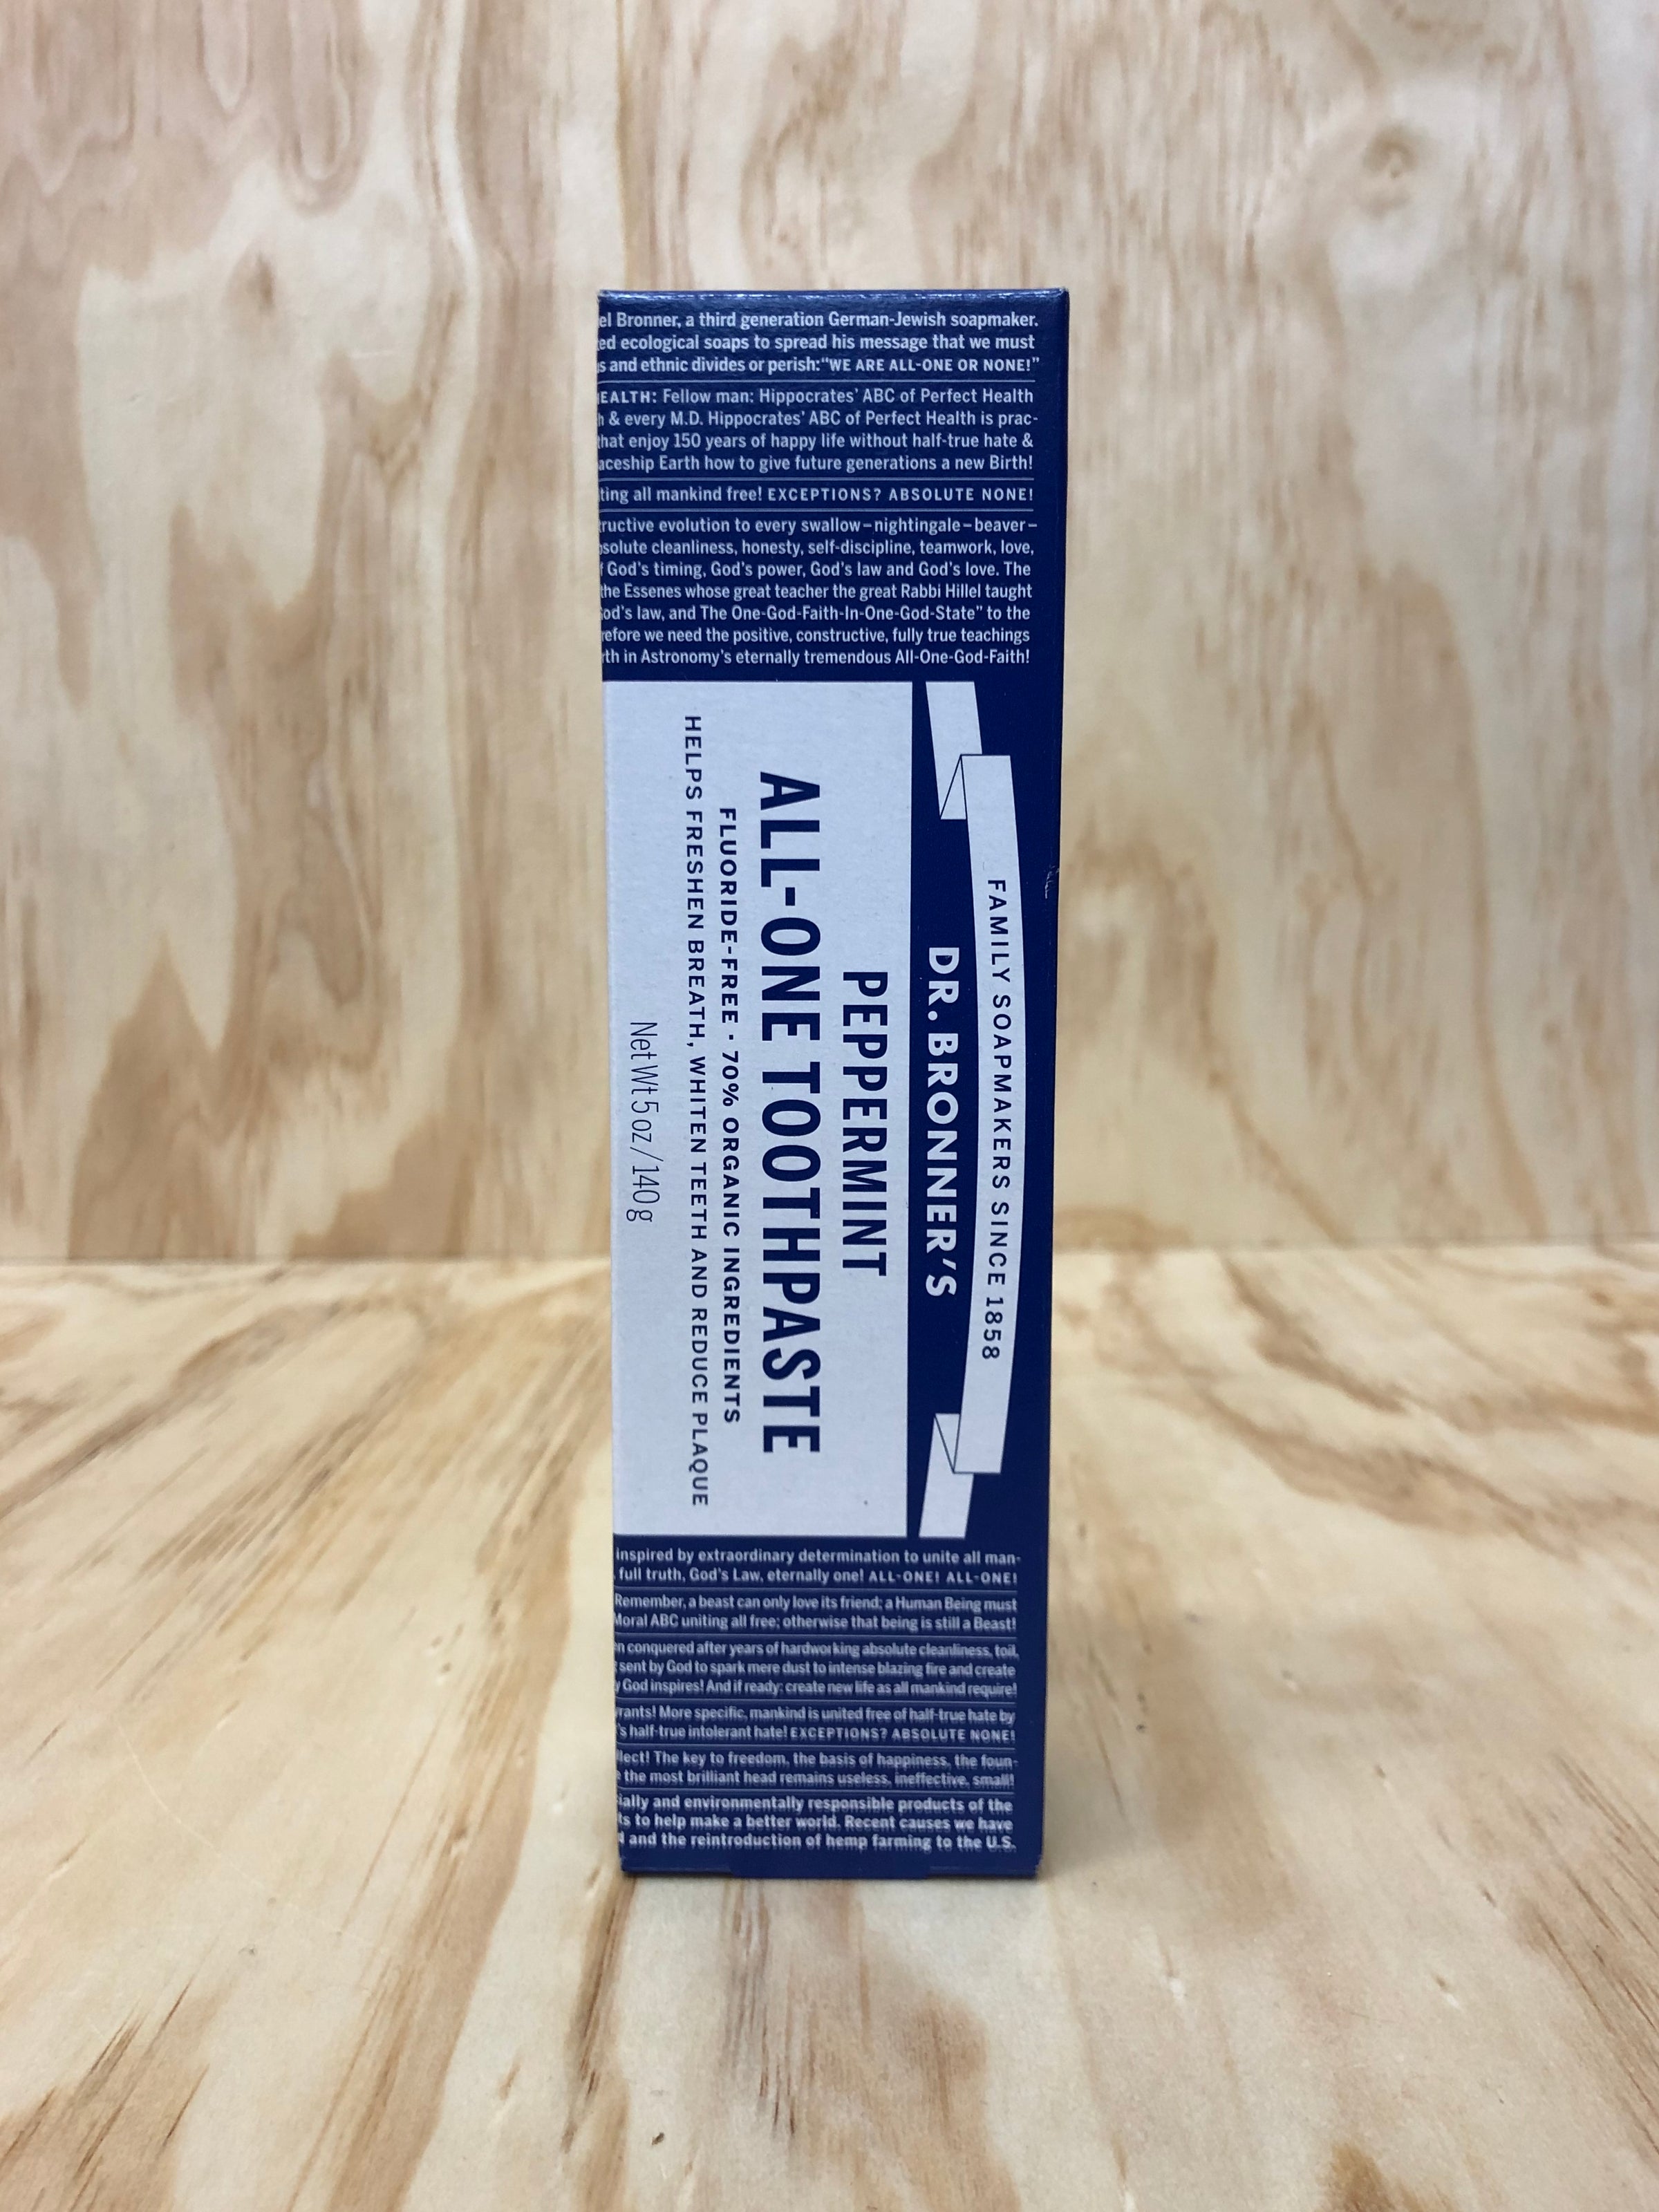 el Bronner, a third generation German-Jewish soapmaker.
ed ecological soaps to spread his message that we must
s and ethnic divides or perish: "WE ARE ALL-ONE OR NONE!"
EALTH: Fellow man: Hippocrates' ABC of Perfect Health
h & every M.D. Hippocrates' ABC of Perfect Health is prac-
that enjoy 150 years of happy life without half-true hate &
aceship Earth how to give future generations a new Birth!
ting all mankind free! EXCEPTIONS? ABSOLUTE NONE!
ructive evolution to every swallow–nightingale–beaver–
solute cleanliness, honesty, self-discipline, teamwork, love,
f God's timing, God's power, God's law and God's love. The
the Essenes whose great teacher the great Rabbi Hillel taught
od's law, and The One-God-Faith-In-One-God-State" to the
efore we need the positive, constructive, fully true teachings
th in Astronomy's eternally tremendous All-One-God-Faith!
FAMILY SOAPMAKERS SINCE 1858
DR. BRONNER'S
PEPPERMINT
ALL-ONE TOOTHPASTE
FLUORIDE-FREE · 70% ORGANIC INGREDIENTS
HELPS FRESHEN BREATH, WHITEN TEETH AND REDUCE PLAQUE
Net Wt 5 oz / 140 g
inspired by extraordinary determination to unite all man-
full truth, God's Law, eternally one! ALL-ONE! ALL-ONE!
Remember, a beast can only love its friend; a Human Being must
Moral ABC uniting all free; otherwise that being is still a Beast!
n conquered after years of hardworking absolute cleanliness, toil,
sent by God to spark mere dust to intense blazing fire and create
y God inspires! And if ready: create new life as all mankind require!
rants! More specific, mankind is united free of half-true hate by
's half-true intolerant hate! EXCEPTIONS? ABSOLUTE NONE!
llect! The key to freedom, the basis of happiness, the foun-
the most brilliant head remains useless, ineffective, small!
ially and environmentally responsible products of the
ts to help make a better world. Recent causes we have
d and the reintroduction of hemp farming to the U.S.